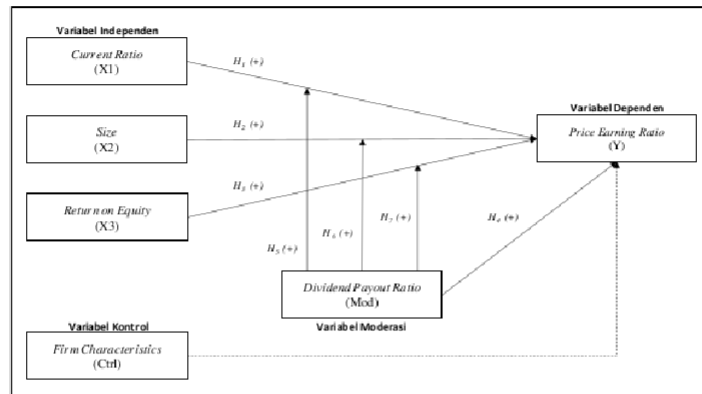 Variabel Independen
Current Ratio
(X1)
H1 (+)
Variabel Dependen
Size
(X2)
H2 (+)
Price Earning Ratio
(Y)
H3 (+)
Return on Equity
(X3)
H5 (+)
H6 (+)
H7 (+)
H4 (+)
Dividend Payout Ratio
(Mod)
Variabel Moderasi
Variabel Kontrol
Firm Characteristics
(Ctrl)